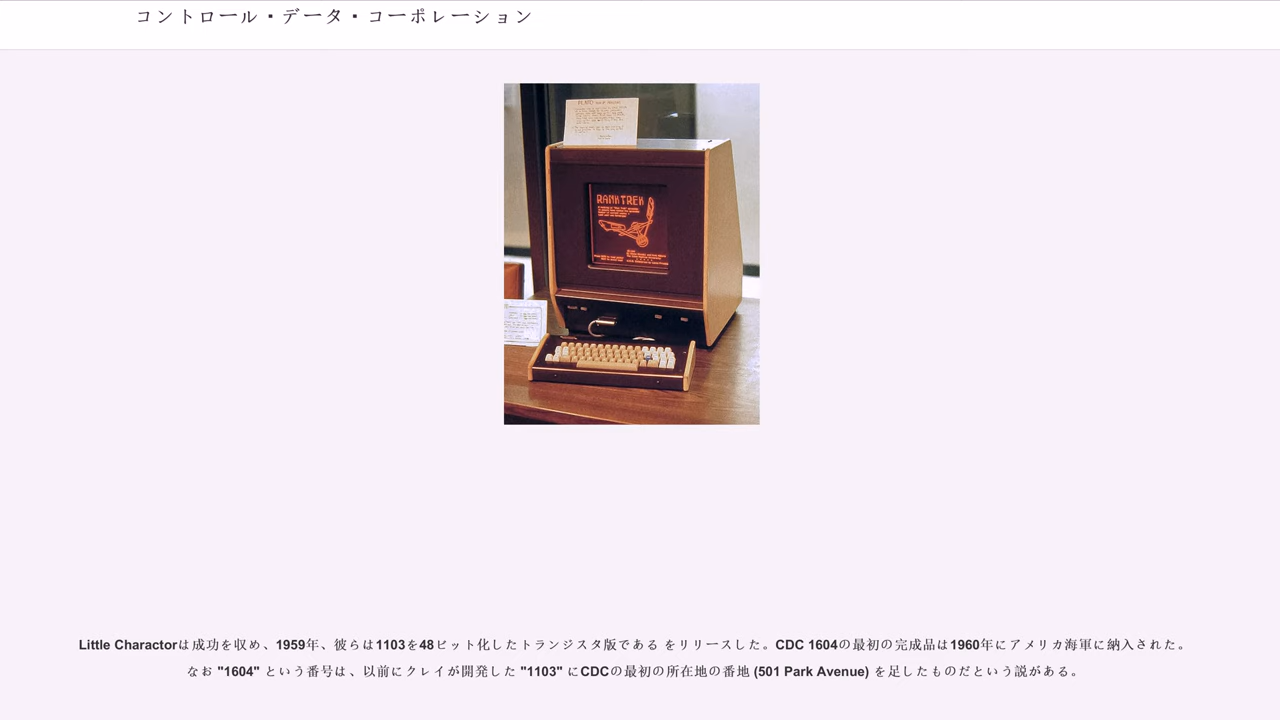 コントロール・データ・コーポレーション
RANK TREK
Little Charactorは成功を収め、1959年、彼らは1103を48ビット化したトランジスタ版である をリリースした。CDC 1604の最初の完成品は1960年にアメリカ海軍に納入された。
なお "1604" という番号は、以前にクレイが開発した "1103" にCDCの最初の所在地の番地 (501 Park Avenue) を足したものだという説がある。